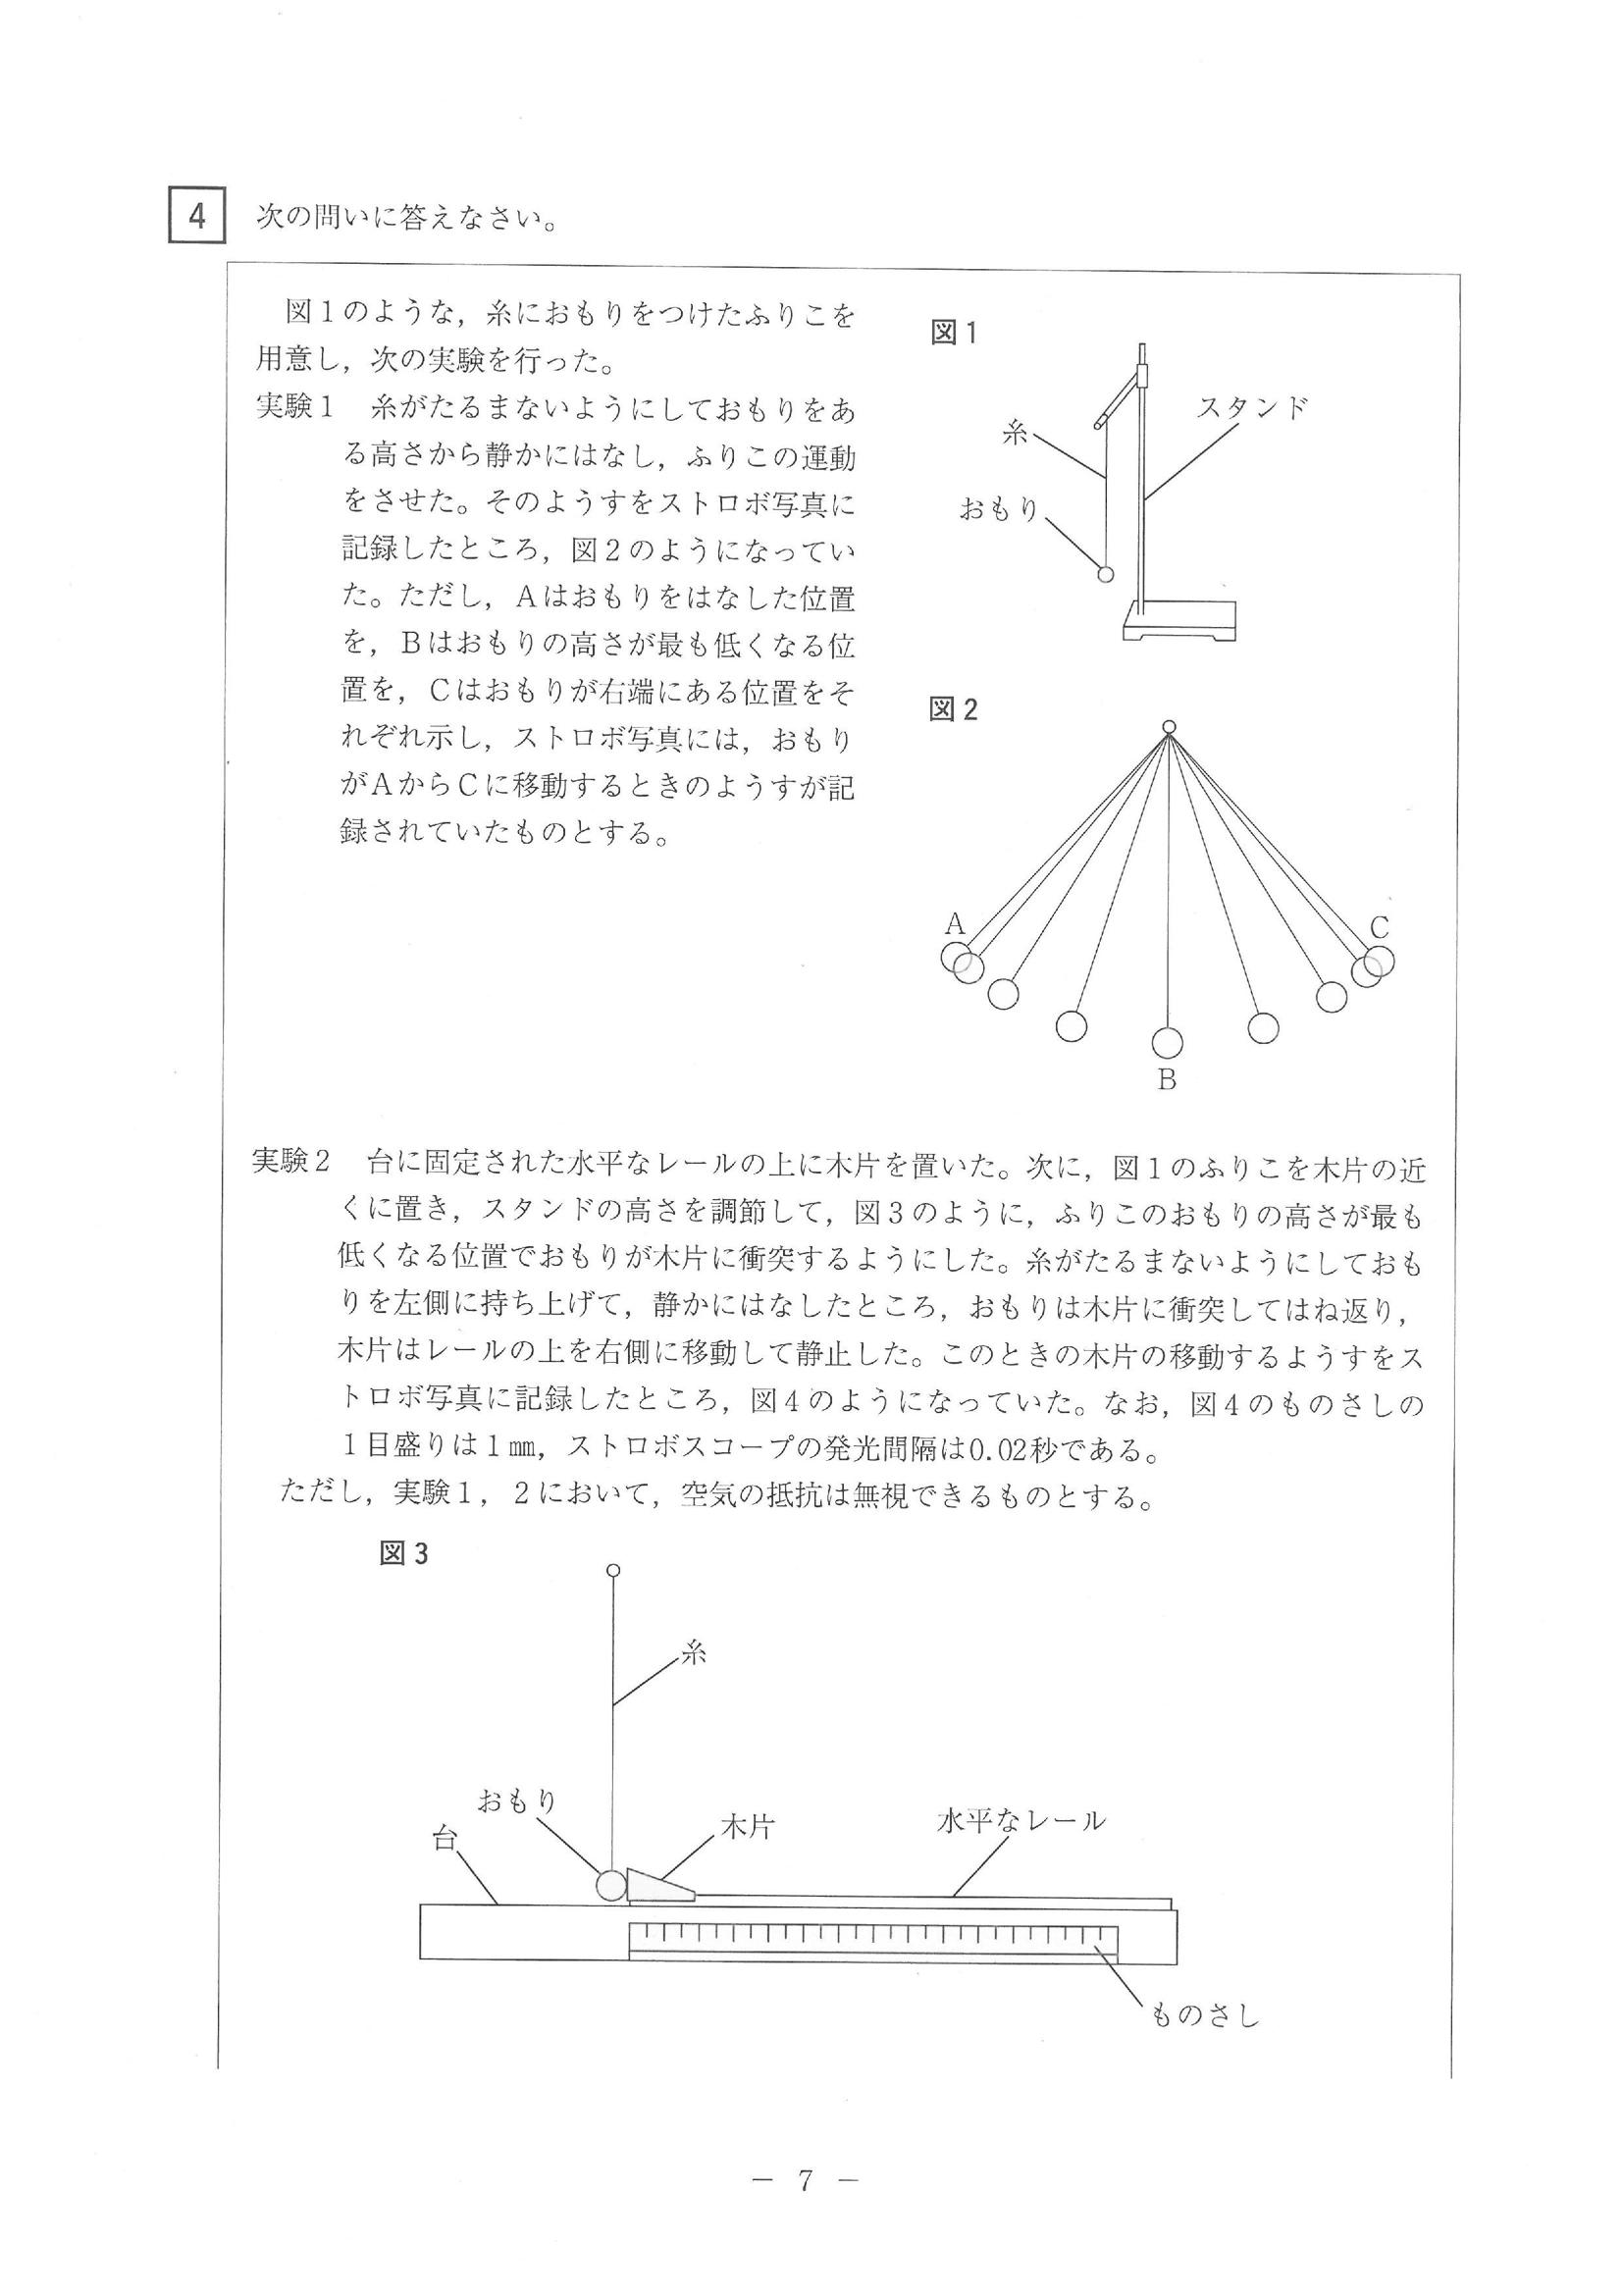 4 次の問いに答えなさい。
図1のような，糸におもりをつけたふりこを
用意し，次の実験を行った。
実験1 糸がたるまないようにしておもりをあ
る高さから静かにはなし，ふりこの運動
をさせた。そのようすをストロボ写真に
記録したところ，図2のようになってい
た。ただし，Aはおもりをはなした位置
を，Bはおもりの高さが最も低くなる位
置を，Cはおもりが右端にある位置をそ
れぞれ示し，ストロボ写真には，おもり
がAからCに移動するときのようすが記
録されていたものとする。
図1
スタンド
糸
おもり
図2
A
C
B
実験2 台に固定された水平なレールの上に木片を置いた。次に，図1のふりこを木片の近
くに置き，スタンドの高さを調節して，図3のように，ふりこのおもりの高さが最も
低くなる位置でおもりが木片に衝突するようにした。糸がたるまないようにしておも
りを左側に持ち上げて，静かにはなしたところ，おもりは木片に衝突してはね返り，
木片はレールの上を右側に移動して静止した。このときの木片の移動するようすをス
トロボ写真に記録したところ，図4のようになっていた。なお，図4のものさしの
1目盛りは1㎜，ストロボスコープの発光間隔は0.02秒である。
ただし，実験1，2において，空気の抵抗は無視できるものとする。
図3
糸
おもり
台
木片
水平なレール
ものさし
－ 7 －